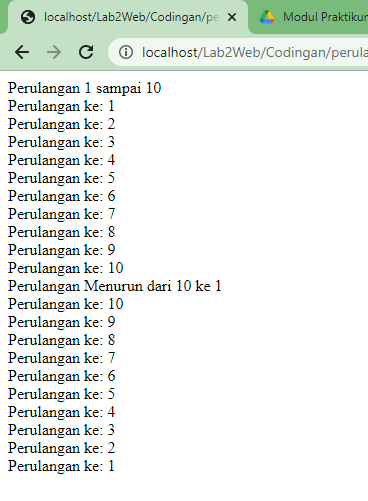 localhost/Lab2Web/Codingan/pe
Modul Praktikum
localhost/Lab2Web/Codingan/perula
Perulangan 1 sampai 10
Perulangan ke: 1
Perulangan ke: 2
Perulangan ke: 3
Perulangan ke: 4
Perulangan ke: 5
Perulangan ke: 6
Perulangan ke: 7
Perulangan ke: 8
Perulangan ke: 9
Perulangan ke: 10
Perulangan Menurun dari 10 ke 1
Perulangan ke: 10
Perulangan ke: 9
Perulangan ke: 8
Perulangan ke: 7
Perulangan ke: 6
Perulangan ke: 5
Perulangan ke: 4
Perulangan ke: 3
Perulangan ke: 2
Perulangan ke: 1